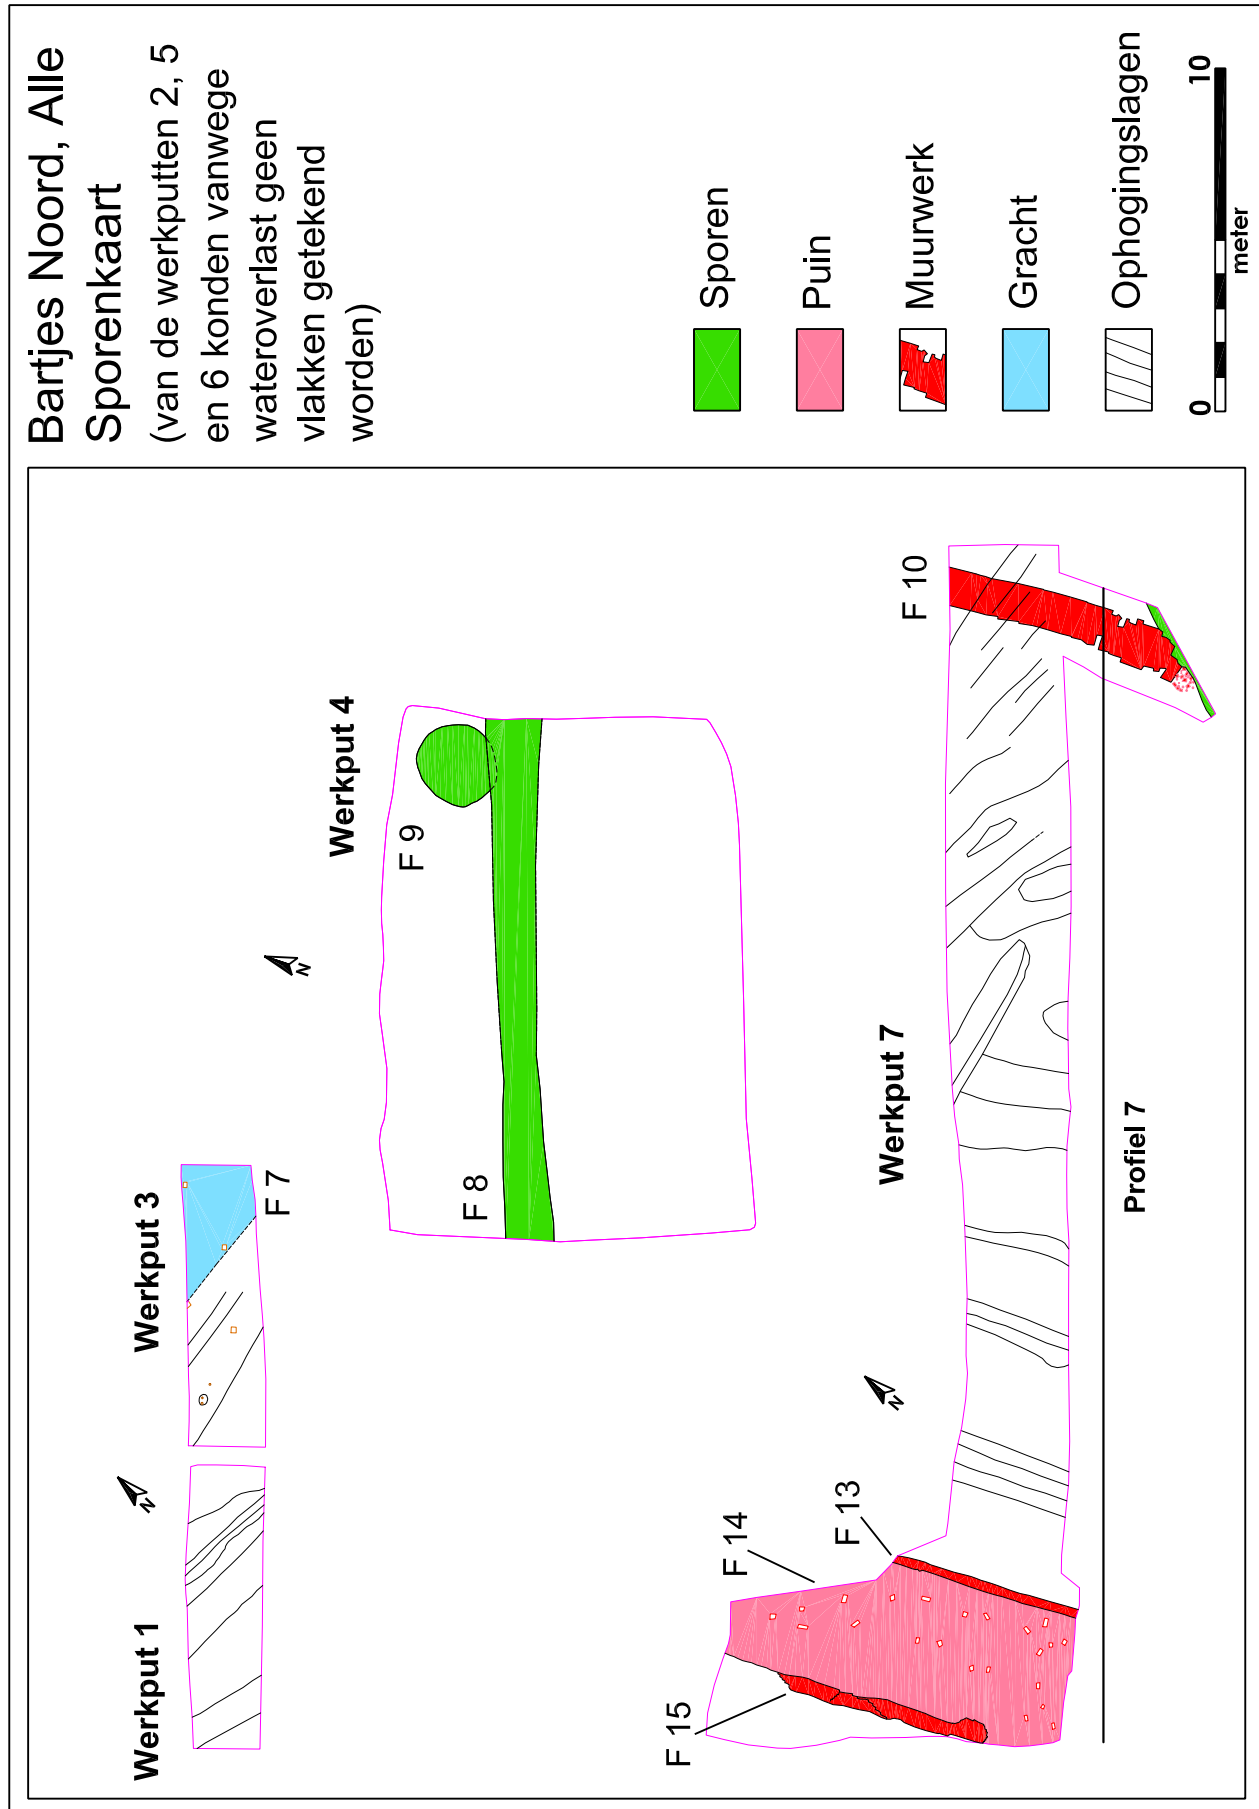 Bartjes Noord, Alle
Sporenkaart
(van de werkputten 2, 5
en 6 konden vanwege
wateroverlast geen
vlakken getekend
worden)
Sporen
Puin
Muurwerk
Gracht
Ophogingslagen
0
10
meter
Werkput 1
Werkput 3
F 7
N
N
Werkput 4
F 9
F 8
Werkput 7
F 10
N
F 13
F 14
F 15
Profiel 7